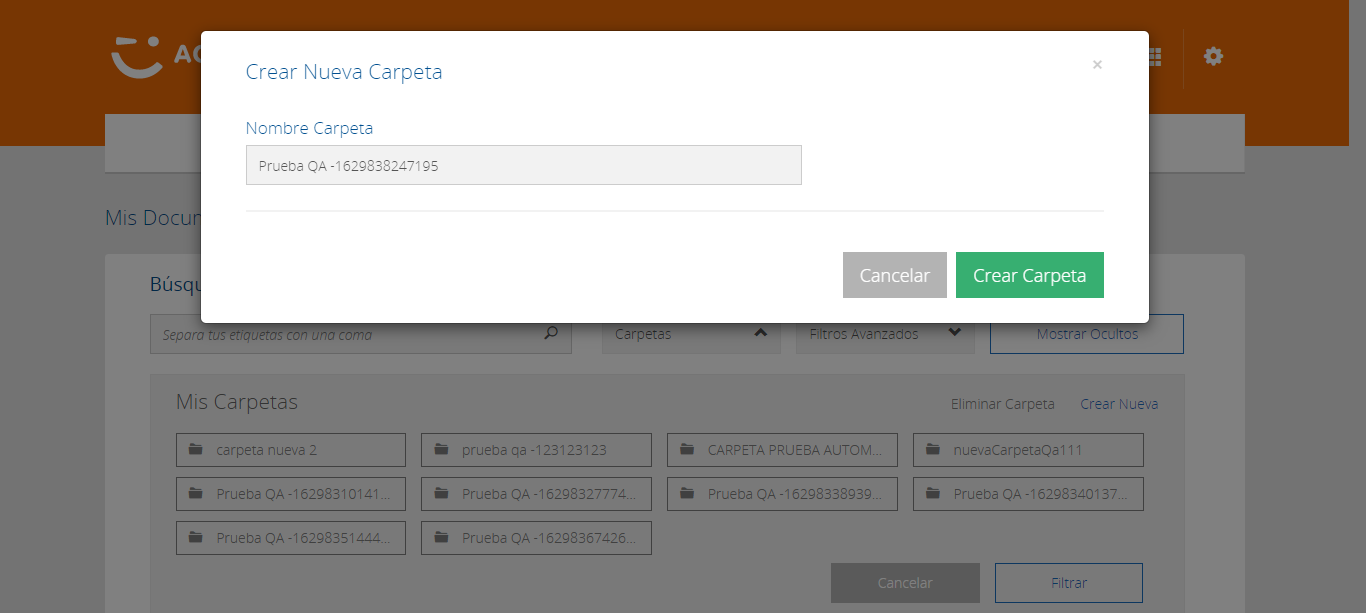 Crear Nueva Carpeta
×
Nombre Carpeta
Prueba QA -1629838247195
Cancelar
Crear Carpeta
Mis
Separa tus etiquetas con una coma
Carpetas
Filtros Avanzados
Mostrar Ocultos
Mis Carpetas
Eliminar Carpeta
Crear Nueva
carpeta nueva 2
prueba qa -123123123
CARPETA PRUEBA AUTOM...
nuevaCarpetaQa111
Prueba QA -16298310141...
Prueba QA -16298327774...
Prueba QA -16298338939...
Prueba QA -16298340137...
Prueba QA -16298351444...
Prueba QA -16298367426...
Cancelar
Filtrar